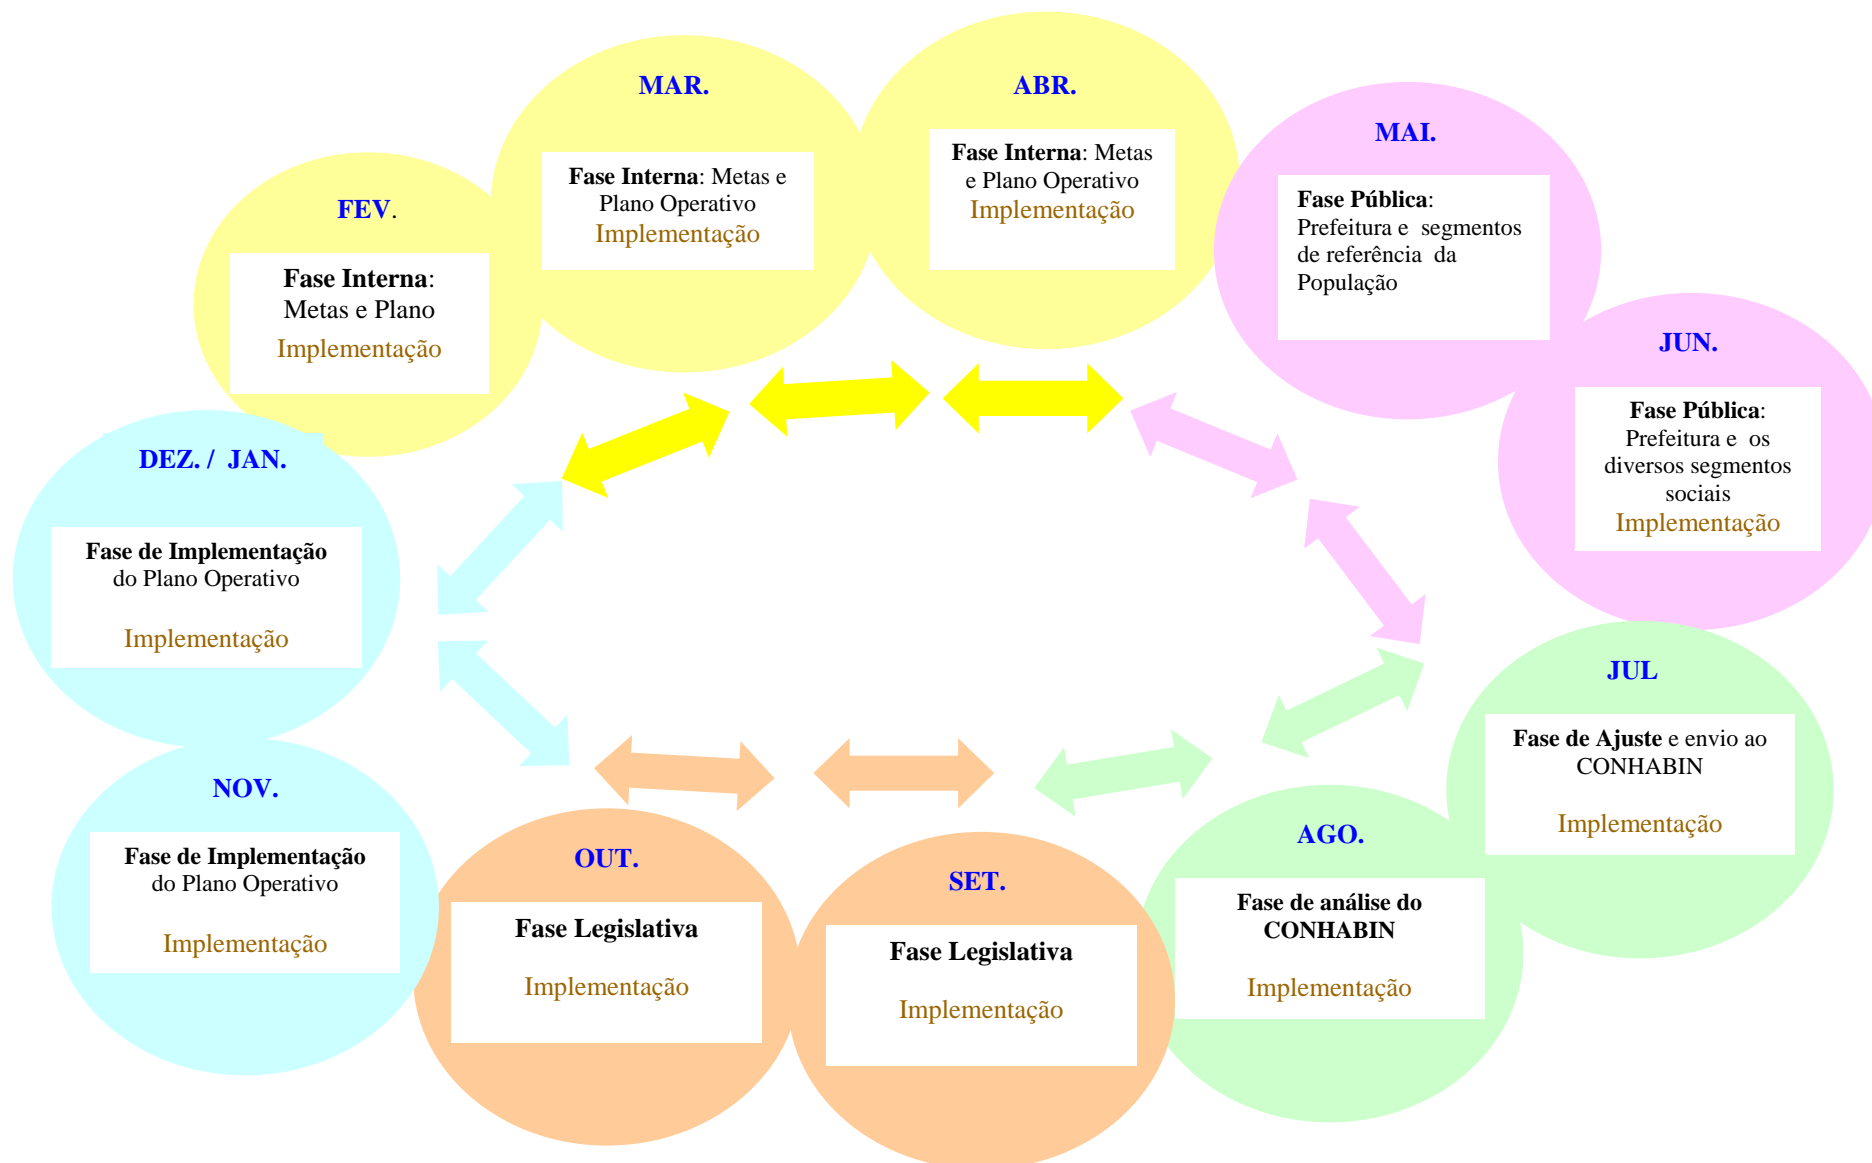 FEV.
Fase Interna:
Metas e Plano
Implementação
MAR.
Fase Interna: Metas e
Plano Operativo
Implementação
ABR.
Fase Interna: Metas
e Plano Operativo
Implementação
MAI.
Fase Pública:
Prefeitura e segmentos
de referência da
População
JUN.
Fase Pública:
Prefeitura e os
diversos segmentos
sociais
Implementação
JUL
Fase de Ajuste e envio ao
CONHABIN
Implementação
AGO.
Fase de análise do
CONHABIN
Implementação
SET.
Fase Legislativa
Implementação
OUT.
Fase Legislativa
Implementação
NOV.
Fase de Implementação
do Plano Operativo
Implementação
DEZ. / JAN.
Fase de Implementação
do Plano Operativo
Implementação